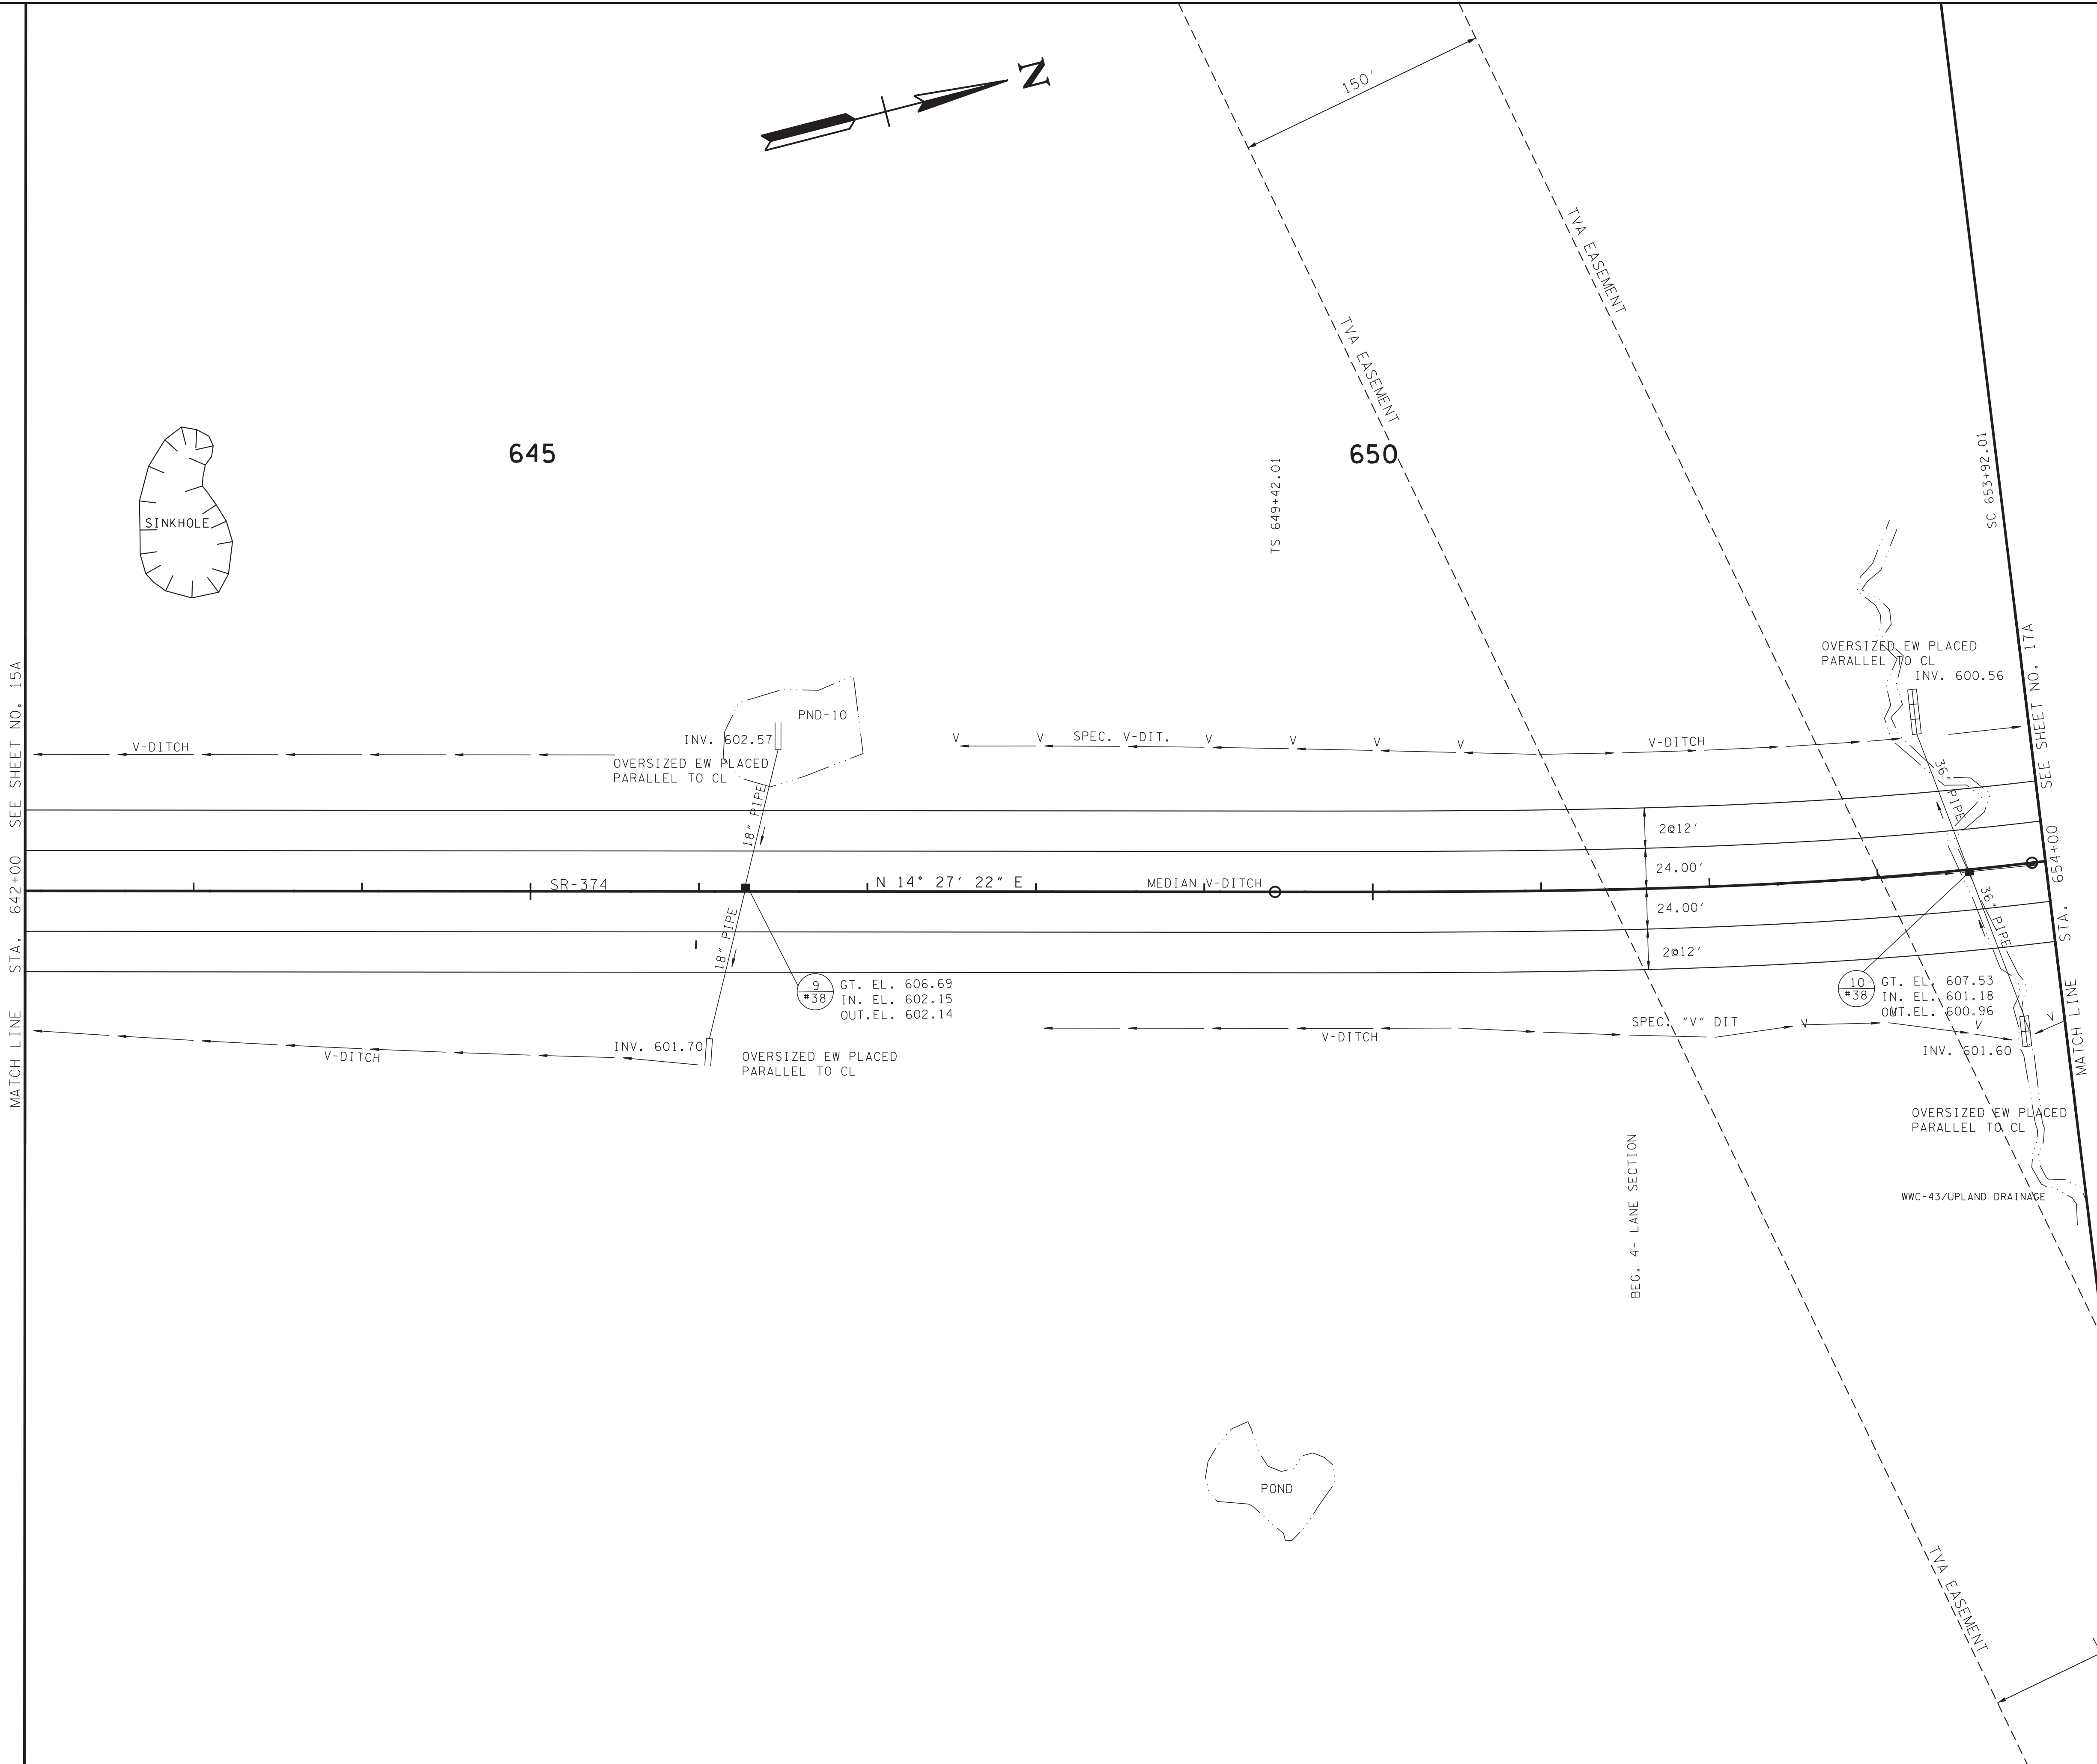 N
150'
TVA EASEMENT
TVA EASEMENT
645
650
TS 649+42.01
SC 653+92.01
SINKHOLE
MATCH LINE STA. 642+00 SEE SHEET NO. 15A
MATCH LINE STA. 654+00 SEE SHEET NO. 17A
OVERSIZED EW PLACED
PARALLEL TO CL
INV. 600.56
PND-10
INV. 602.57
V-DITCH
OVERSIZED EW PLACED
PARALLEL TO CL
V
V
SPEC. V-DIT.
V
V
V
V
V-DITCH
36" PIPE
18" PIPE
2@12'
24.00'
SR-374
N 14° 27' 22" E
MEDIAN V-DITCH
24.00'
2@12'
18" PIPE
36" PIPE
9
#38
GT. EL. 606.69
IN. EL. 602.15
OUT.EL. 602.14
10
#38
GT. EL. 607.53
IN. EL. 601.18
OUT.EL. 600.96
V-DITCH
INV. 601.70
OVERSIZED EW PLACED
PARALLEL TO CL
V-DITCH
SPEC. "V" DIT
V
V
V
V
INV. 601.60
OVERSIZED EW PLACED
PARALLEL TO CL
BEG. 4- LANE SECTION
WWC-43/UPLAND DRAINAGE
POND
TVA EASEMENT